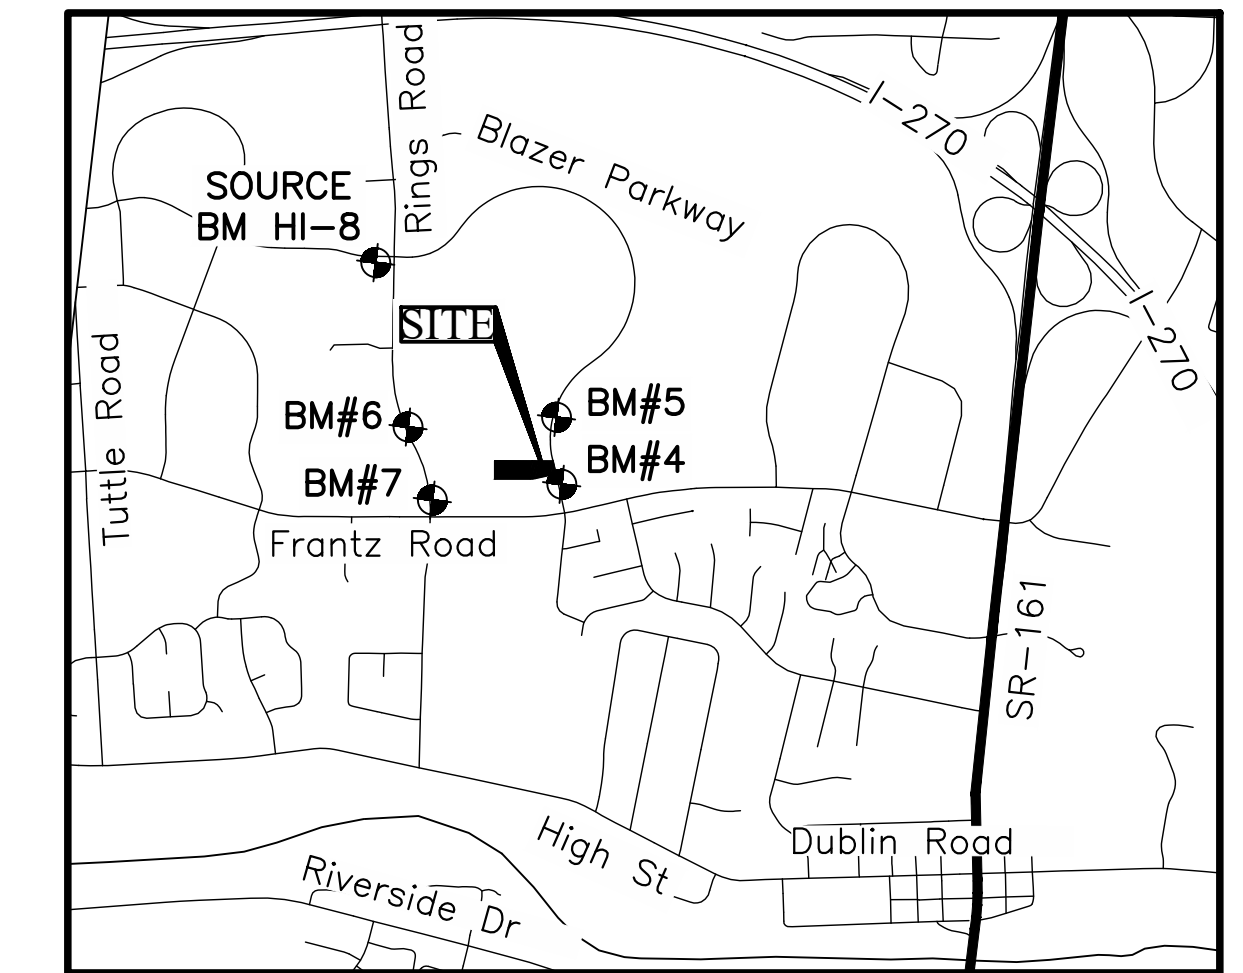 Rings Road
I-270
Blazer Parkway
SOURCE
BM HI-8
SITE
I-270
Tuttle Road
BM#6
BM#5
BM#4
BM#7
Frantz Road
SR-161
High St
Dublin Road
Riverside Dr